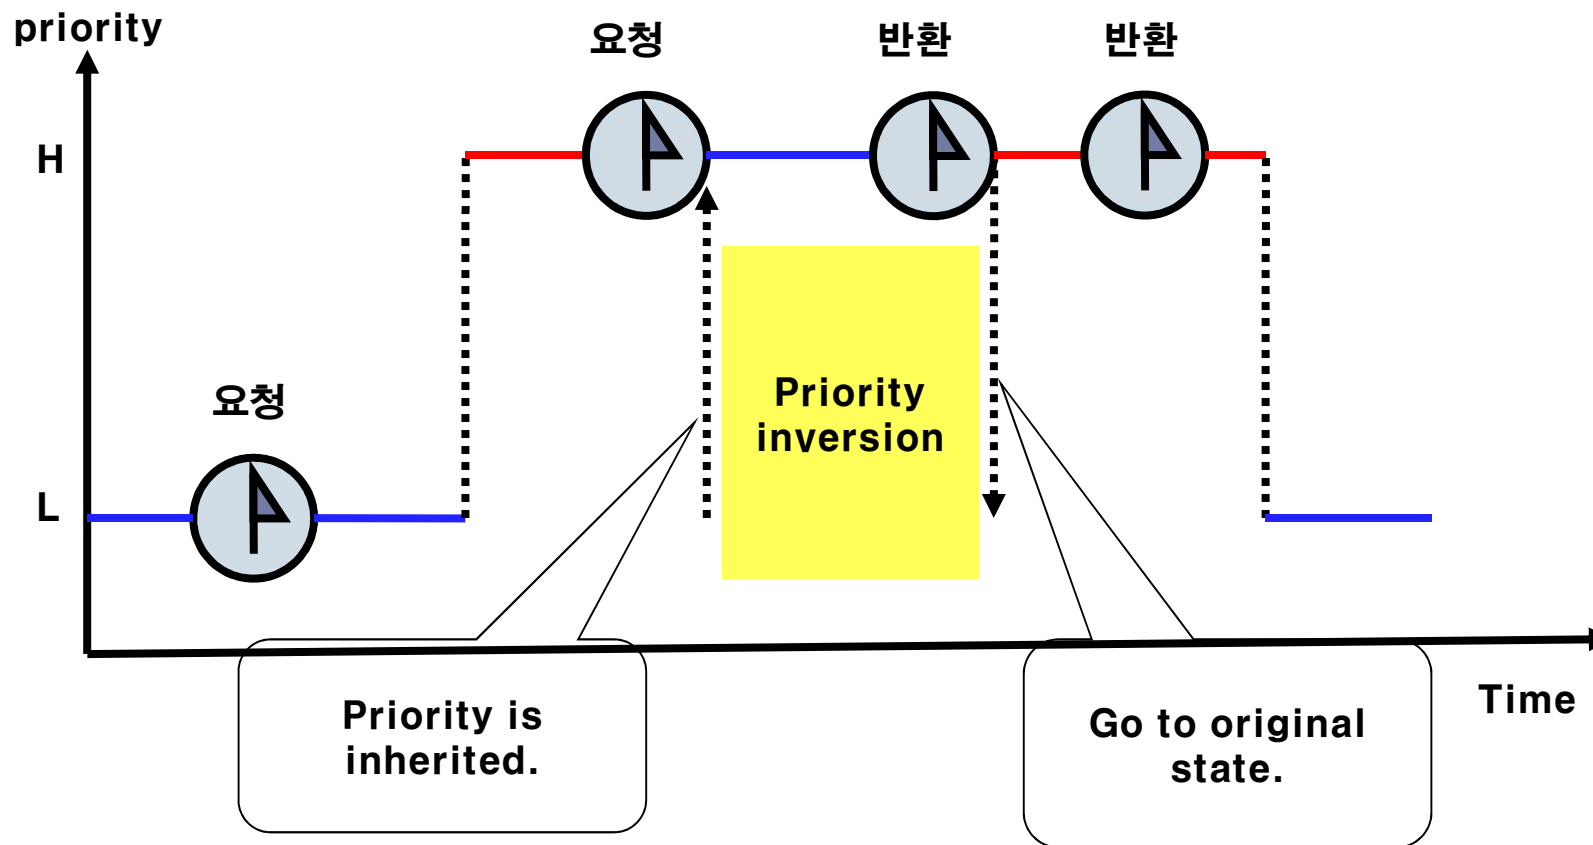 priority
요청
반환
반환
H
Priority
inversion
요청
L
Priority is
inherited.
Go to original
state.
Time